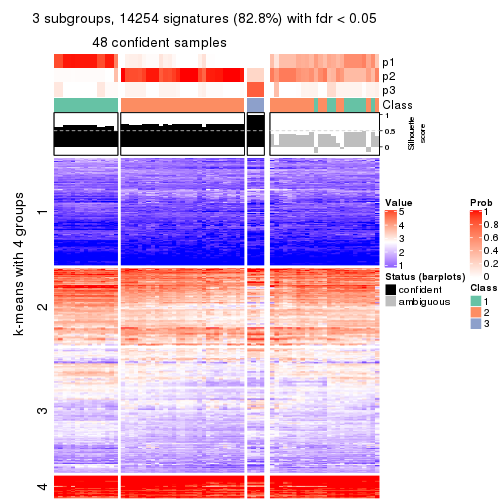 3 subgroups, 14254 signatures (82.8%) with fdr < 0.05
48 confident samples
p1
p2
p3
Class
1
0.5
0
Silhouette
score
k-means with 4 groups
1
2
3
4
Value
5
4
3
2
1
Status (barplots)
confident
ambiguous
Prob
1
0.8
0.6
0.4
0.2
0
Class
1
2
3